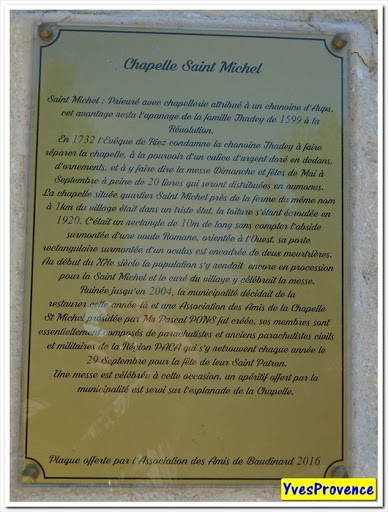 Chapelle Saint Michel
Saint Michel : Prieuré avec chapellerie attribué à un chanoine d'Aups,
cet avantage resta l'apanage de la famille Thadey de 1599 à la
Révolution.
En 1732 l'Evêque de Riez condamne la chanoine Thadey à faire
réparer la chapelle, à la pourvoir d'un calice d'argent doré en dedans,
d'ornements, et à y faire dire la messe Dimanche et fêtes de Mai à
Septembre à peine de 20 livres qui seront distribuées en aumones.
La chapelle située quartier Saint Michel près de la ferme du même nom
à 1km du village était dans un triste état, la toiture s'étant écroulée en
1920. C'était un rectangle de 10m de long sans compter l'abside
surmontée d'une voute Romane, orientée à l'Ouest, sa porte
rectangulaire surmontée d'un oculus est encadrée de deux meurtrières.
Au début du XXe siècle la population s'y rendait encore en procession
pour la Saint Michel et le curé du village y célébrait la messe.
Ruinée jusqu'en 2004, la municipalité décidait de la
restaurer cette année là et une Association des Amis de la Chapelle
St Michel présidée par Mr Pascal PONS fut créée, ses membres sont
essentiellement composés de parachutistes et anciens parachutistes civils
et militaires de la Région PACA qui s'y retrouvent chaque année le
29 Septembre pour la fête de leur Saint Patron.
Une messe est célébrée à cette occasion, un apéritif offert par la
municipalité est servi sur l'esplanade de la Chapelle.
Plaque offerte par l'Association des Amis de Baudinard 2016
YvesProvence